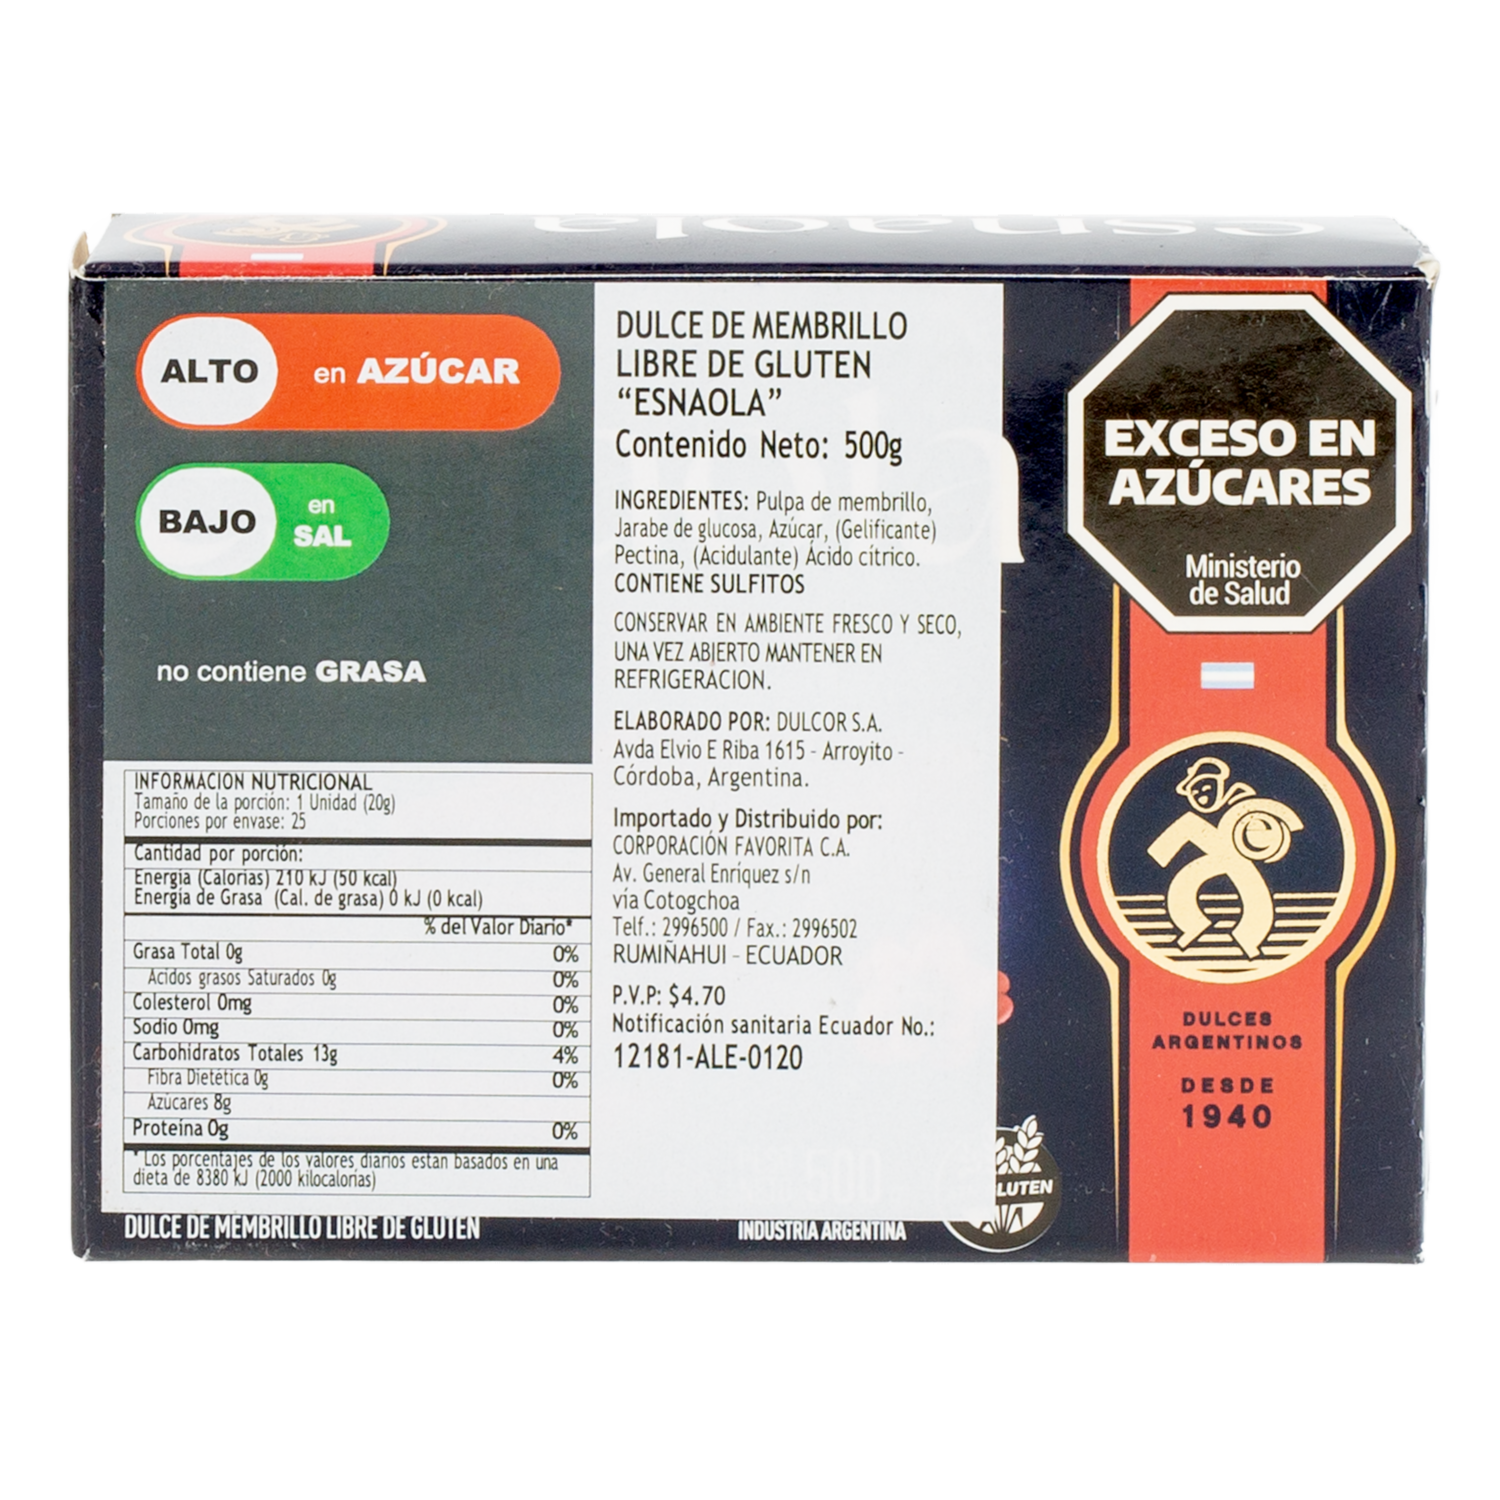 esnaola
ALTO en AZÚCAR
BAJO en SAL
no contiene GRASA
INFORMACIÓN NUTRICIONAL
Tamaño de la porción: 1 Unidad (20g)
Porciones por envase: 25
Cantidad por porción:
Energía (Calorías) 210 kJ (50 kcal)
Energía de Grasa (Cal. de grasa) 0 kJ (0 kcal)
% del Valor Diario*
Grasa Total 0g 0%
Ácidos grasos Saturados 0g 0%
Colesterol 0mg 0%
Sodio 0mg 0%
Carbohidratos Totales 13g 4%
Fibra Dietética 0g 0%
Azúcares 8g
Proteína 0g 0%
* Los porcentajes de los valores diarios están basados en una
dieta de 8380 kJ (2000 kilocalorías)
DULCE DE MEMBRILLO
LIBRE DE GLUTEN
“ESNAOLA”
Contenido Neto: 500g
INGREDIENTES: Pulpa de membrillo,
Jarabe de glucosa, Azúcar, (Gelificante)
Pectina, (Acidulante) Ácido cítrico.
CONTIENE SULFITOS
CONSERVAR EN AMBIENTE FRESCO Y SECO,
UNA VEZ ABIERTO MANTENER EN
REFRIGERACION.
ELABORADO POR: DULCOR S.A.
Avda Elvio E Riba 1615 - Arroyito -
Córdoba, Argentina.
Importado y Distribuido por:
CORPORACIÓN FAVORITA C.A.
Av. General Enríquez s/n
vía Cotogchoa
Telf.: 2996500 / Fax.: 2996502
RUMIÑAHUI - ECUADOR
P.V.P: $4.70
Notificación sanitaria Ecuador No.:
12181-ALE-0120
EXCESO EN
AZÚCARES
Ministerio
de Salud
DULCES
ARGENTINOS
DESDE
1940
LUTEN
DULCE DE MEMBRILLO LIBRE DE GLUTEN
INDUSTRIA ARGENTINA